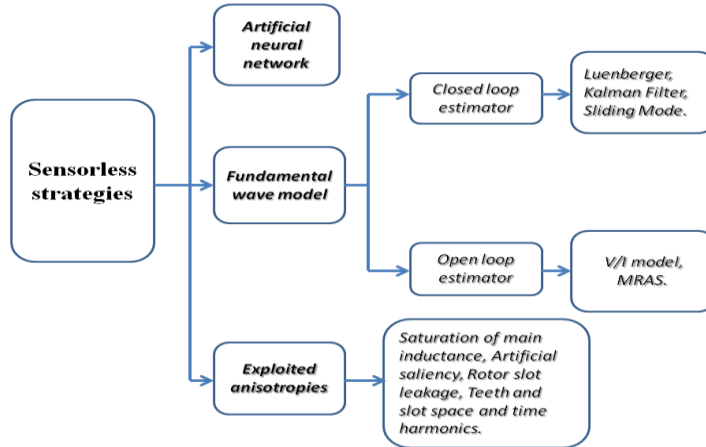 Artificial
neural
network
Sensorless
strategies
Fundamental
wave model
Closed loop
estimator
Luenberger,
Kalman Filter,
Sliding Mode.
Open loop
estimator
V/I model,
MRAS.
Exploited
anisotropies
Saturation of main
inductance, Artificial
saliency, Rotor slot
leakage, Teeth and
slot space and time
harmonics.